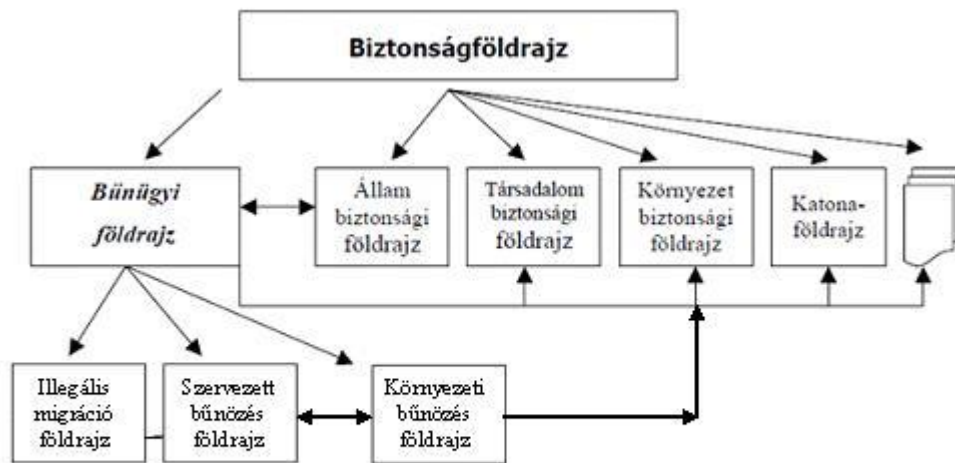 Biztonságföldrajz
Bűnügyi
földrajz
Állam
biztonsági
földrajz
Társadalom
biztonsági
földrajz
Környezet
biztonsági
földrajz
Katona-
földrajz
Illegális
migráció
földrajz
Szervezett
bűnözés
földrajz
Környezeti
bűnözés
földrajz